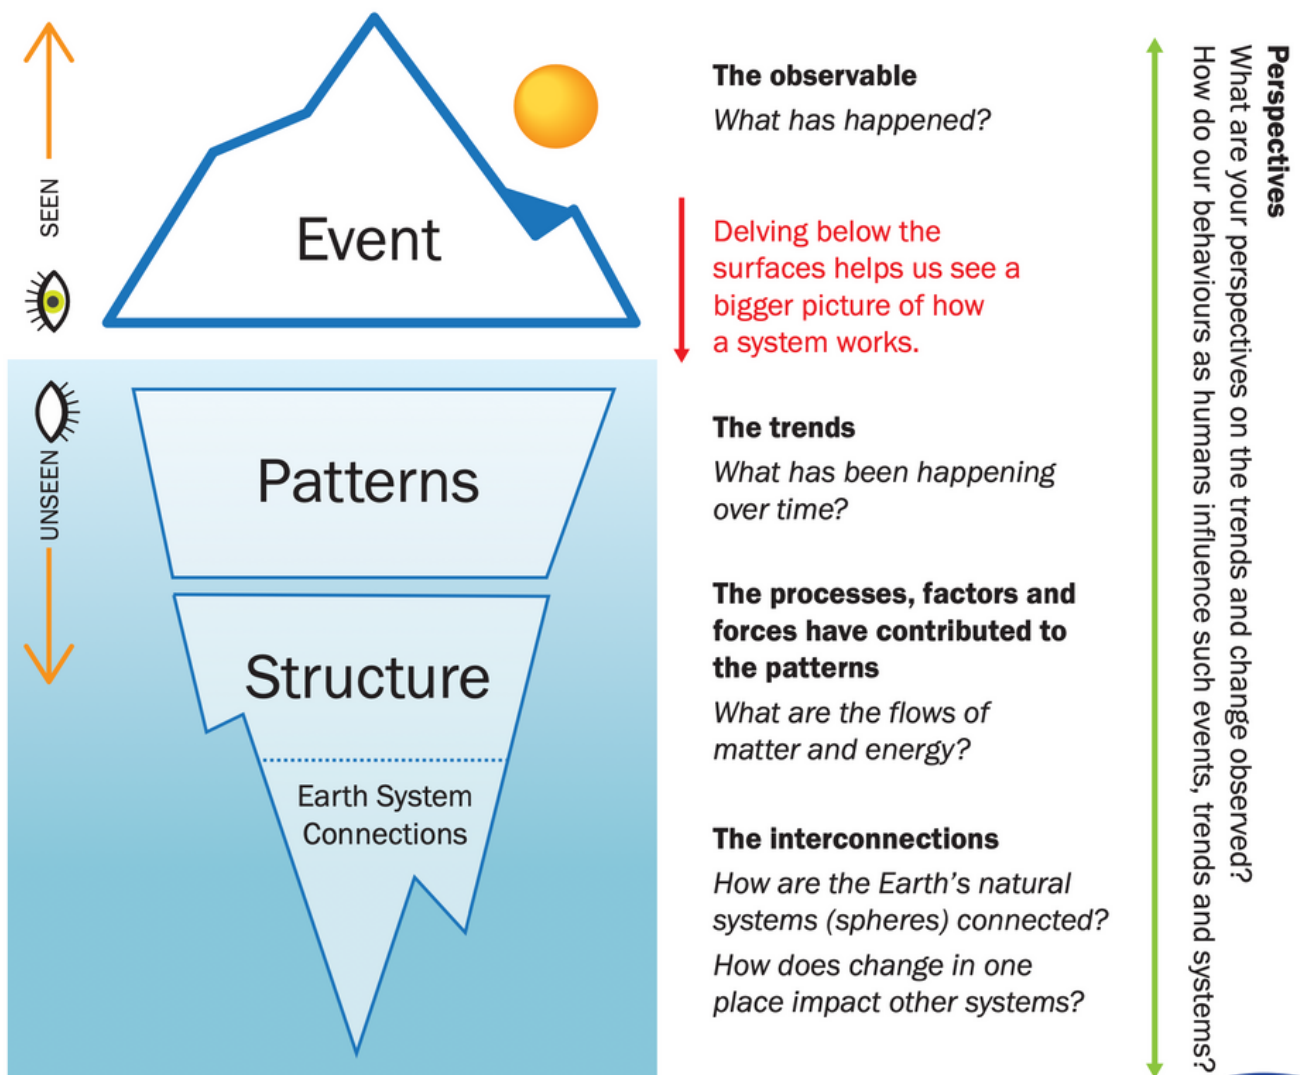 SEEN
Event
The observable
What has happened?
Delving below the
surfaces helps us see a
bigger picture of how
a system works.
UNSEEN
Patterns
The trends
What has been happening
over time?
Structure
The processes, factors and
forces have contributed to
the patterns
What are the flows of
matter and energy?
Earth System
Connections
The interconnections
How are the Earth's natural
systems (spheres) connected?
How does change in one
place impact other systems?
Perspectives
What are your perspectives on the trends and change observed?
How do our behaviours as humans influence such events, trends and systems?